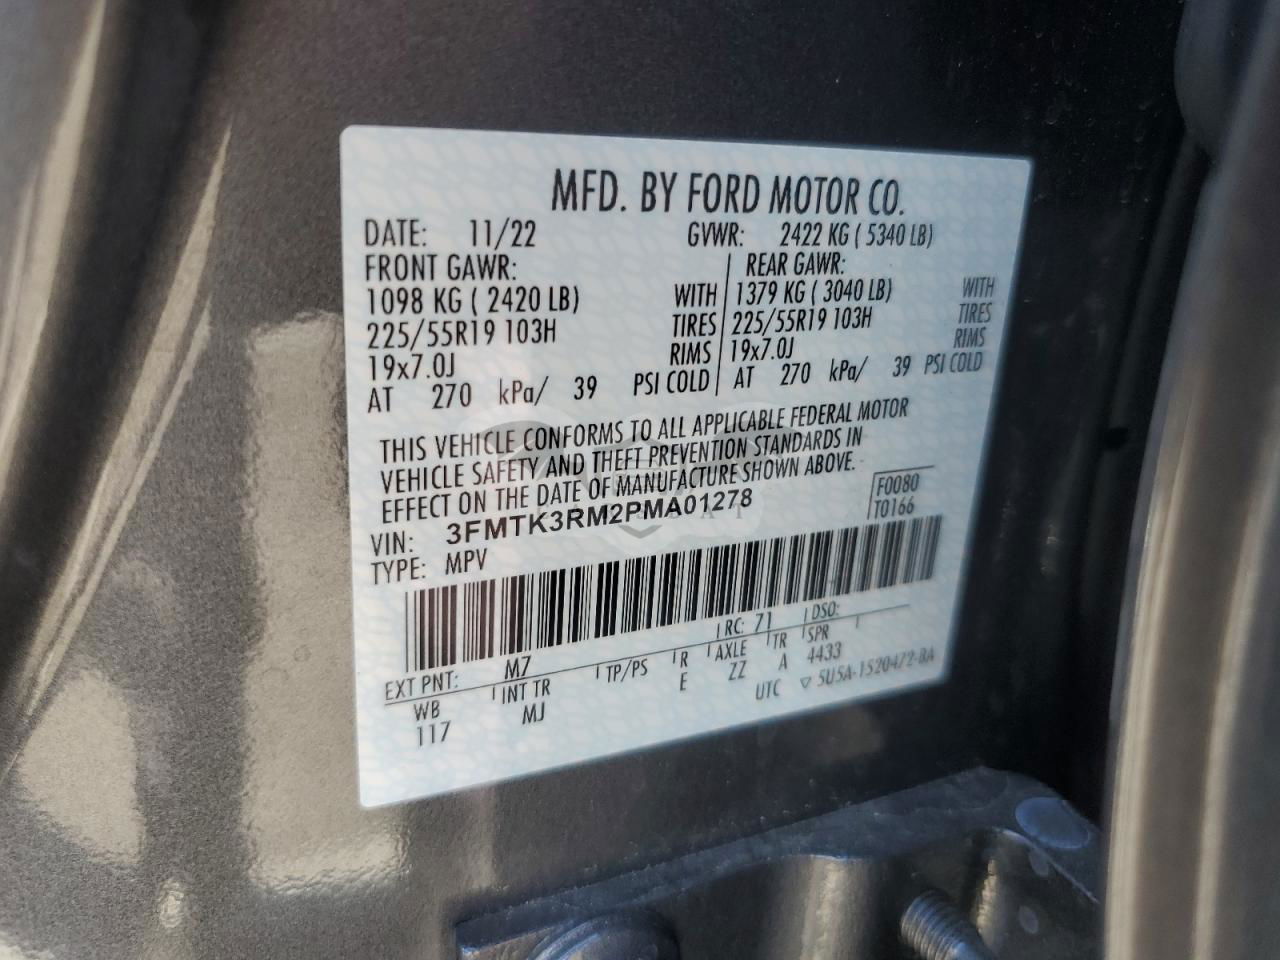 MFD. BY FORD MOTOR CO.
DATE: 11/22 GVWR: 2422 KG ( 5340 LB)
FRONT GAWR: REAR GAWR:
1098 KG ( 2420 LB) WITH 1379 KG ( 3040 LB) WITH
225/55R19 103H TIRES 225/55R19 103H TIRES
19x7.0J RIMS 19x7.0J RIMS
AT 270 kPa/ 39 PSI COLD AT 270 kPa/ 39 PSI COLD
THIS VEHICLE CONFORMS TO ALL APPLICABLE FEDERAL MOTOR
VEHICLE SAFETY AND THEFT PREVENTION STANDARDS IN
EFFECT ON THE DATE OF MANUFACTURE SHOWN ABOVE.
F0080
T0166
VIN: 3FMTK3RM2PMA01278
TYPE: MPV
EXT PNT: M7 RC: 71 DSO:
WB INT TR TP/PS R AXLE TR SPR
117 MJ E ZZ A 4433
UTC ▽ 5U5A-1520472-BA